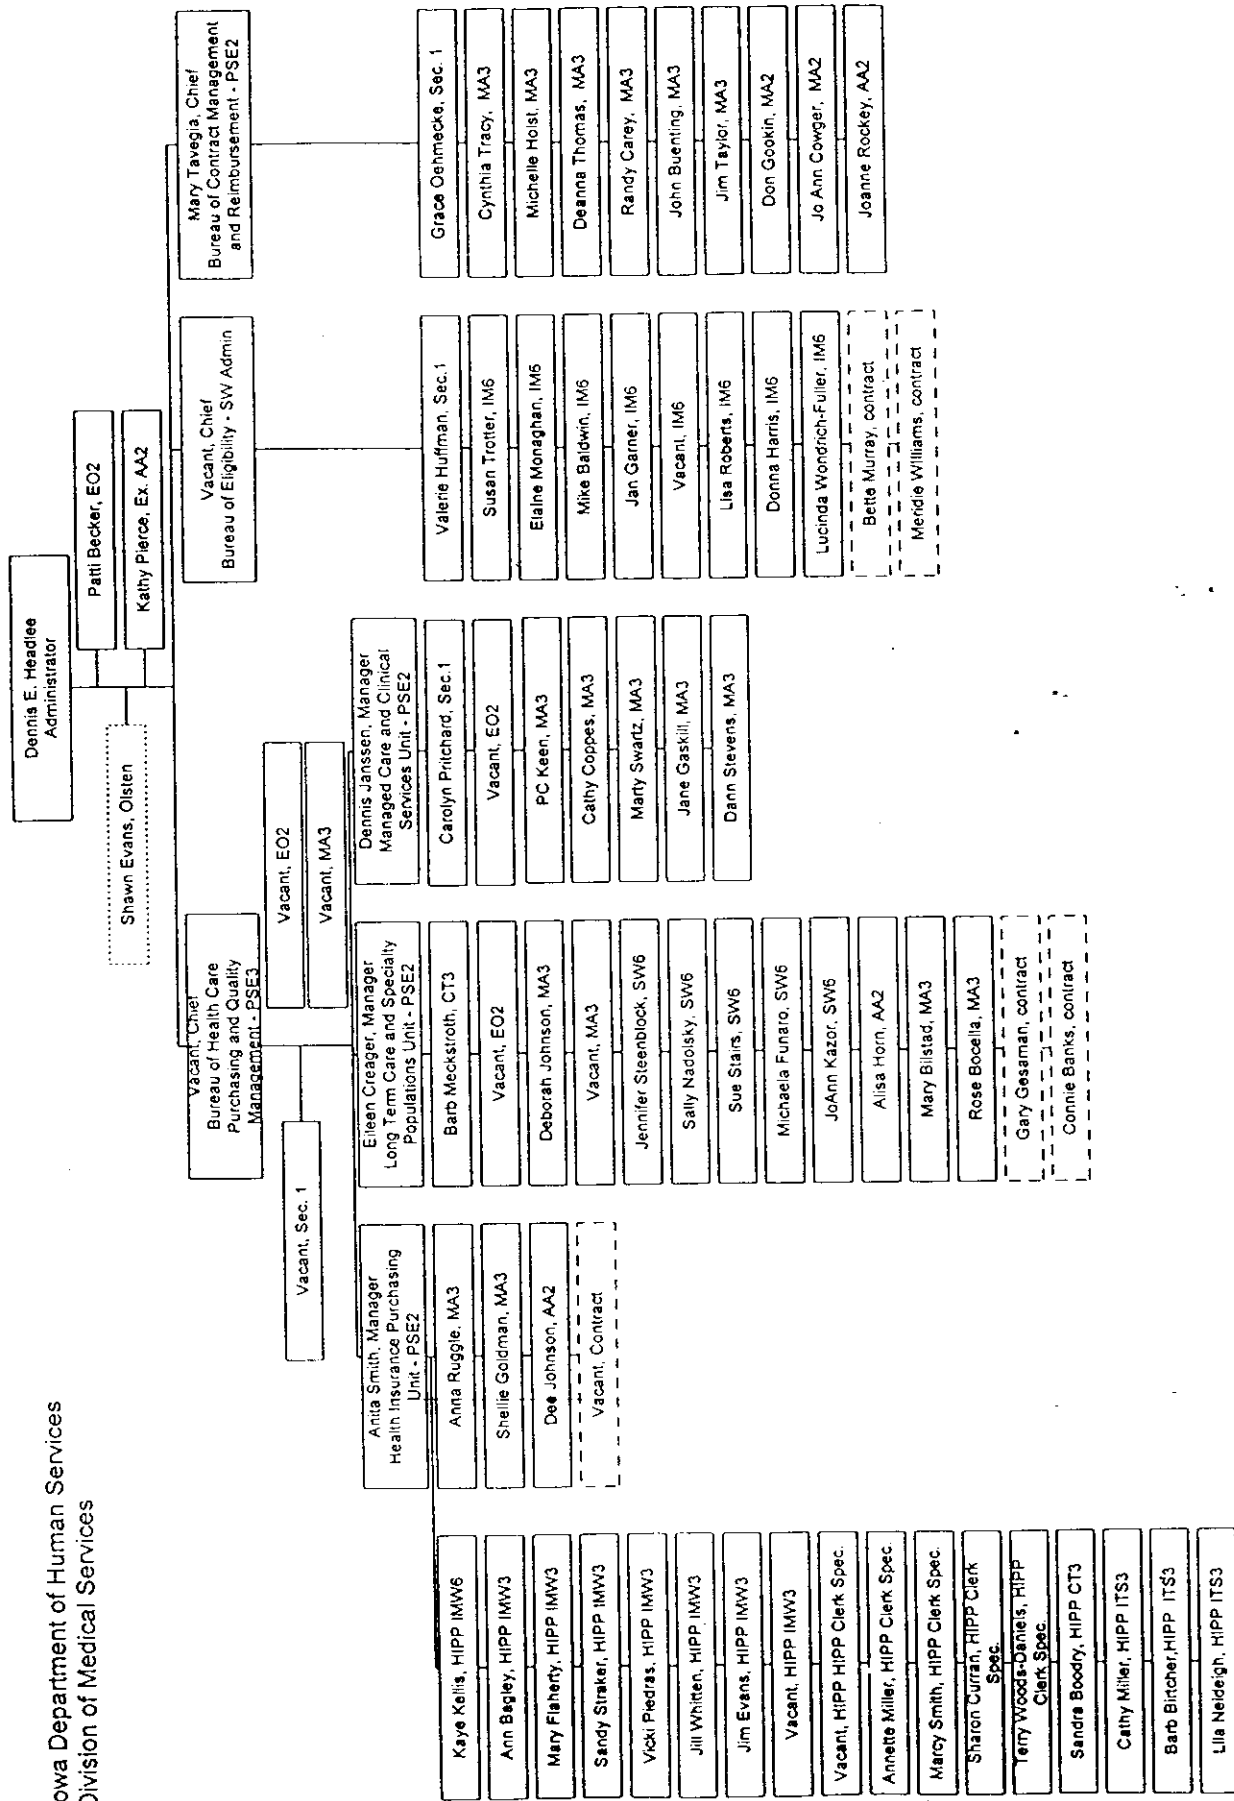 owa Department of Human Services
Division of Medical Services
Dennis E. Headlee
Administrator
Shawn Evans, Olsten
Patti Becker, EO2
Kathy Pierce, Ex. AA2
Vacant, Chief
Bureau of Health Care
Purchasing and Quality
Management - PSE3
Vacant, Chief
Bureau of Eligibility - SW Admin
Mary Tavegia, Chief
Bureau of Contract Management
and Reimbursement - PSE2
Vacant, Sec. 1
Vacant, EO2
Vacant, MA3
Anita Smith, Manager
Health Insurance Purchasing
Unit - PSE2
Eileen Creager, Manager
Long Term Care and Specialty
Populations Unit - PSE2
Dennis Janssen, Manager
Managed Care and Clinical
Services Unit - PSE2
Kaye Kellis, HIPP IMW6
Ann Bagley, HIPP IMW3
Mary Flaherty, HIPP IMW3
Sandy Straker, HIPP IMW3
Vicki Piedras, HIPP IMW3
Jill Whitten, HIPP IMW3
Jim Evans, HIPP IMW3
Vacant, HIPP IMW3
Vacant, HIPP HIPP Clerk Spec.
Annette Miller, HIPP Clerk Spec.
Marcy Smith, HIPP Clerk Spec.
Sharon Curran, HIPP Clerk
Spec.
Terry Woods-Daniels, HIPP
Clerk Spec.
Sandra Boodry, HIPP CT3
Cathy Miller, HIPP ITS3
Barb Bircher,HIPP ITS3
Lila Neideigh, HIPP ITS3
Anna Ruggle, MA3
Shellie Goldman, MA3
Dee Johnson, AA2
Vacant, Contract
Barb Meckstroth, CT3
Vacant, EO2
Deborah Johnson, MA3
Vacant, MA3
Jennifer Steenblock, SW6
Sally Nadolsky, SW6
Sue Stairs, SW6
Michaela Funaro, SW6
JoAnn Kazor, SW6
Alisa Horn, AA2
Mary Bilstad, MA3
Rose Bocella, MA3
Gary Gesaman, contract
Connie Banks, contract
Carolyn Pritchard, Sec.1
Vacant, EO2
PC Keen, MA3
Cathy Coppes, MA3
Marty Swartz, MA3
Jane Gaskill, MA3
Dann Stevens, MA3
Valerie Huffman, Sec.1
Susan Trotter, IM6
Elaine Monaghan, IM6
Mike Baldwin, IM6
Jan Garner, IM6
Vacant, IM6
Lisa Roberts, IM6
Donna Harris, IM6
Lucinda Wondrich-Fuller, IM6
Bette Murray, contract
Meridie Williams, contract
Grace Oehmecke, Sec. 1
Cynthia Tracy, MA3
Michelle Holst, MA3
Deanna Thomas, MA3
Randy Carey, MA3
John Buenting, MA3
Jim Taylor, MA3
Don Gookin, MA2
Jo Ann Cowger, MA2
Joanne Rockey, AA2